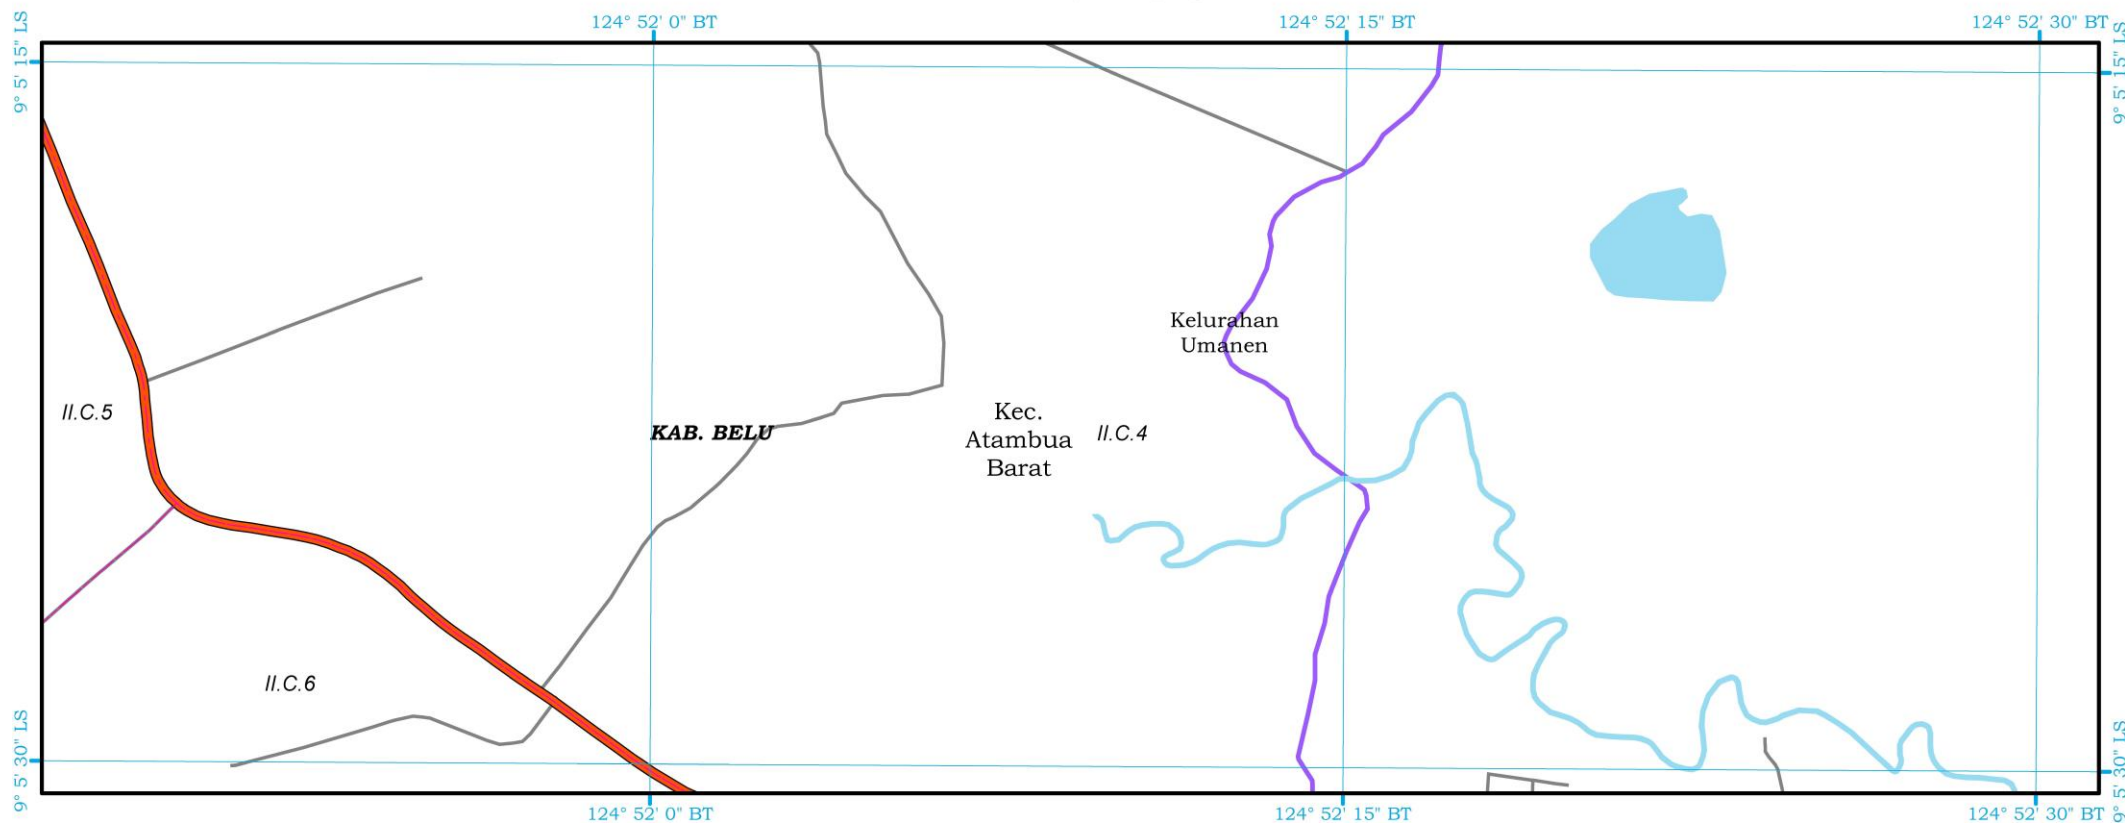 124° 52' 0" BT
124° 52' 15" BT
124° 52' 30" BT
9° 5' 15" LS
9° 5' 15" LS
Kelurahan
Umanen
II.C.5
KAB. BELU
Kec.
Atambua
Barat
II.C.4
II.C.6
9° 5' 30" LS
9° 5' 30" LS
124° 52' 0" BT
124° 52' 15" BT
124° 52' 30" BT